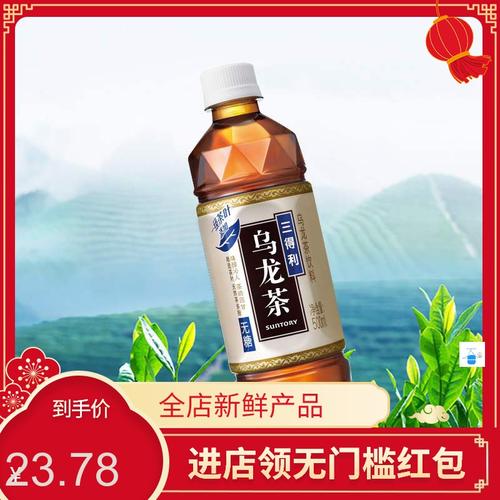 三得利
乌龙茶
SUNTORY
无糖
乌龙茶饮料
净含量:
500ml
到手价
¥23.78
全店新鲜产品
进店领无门槛红包